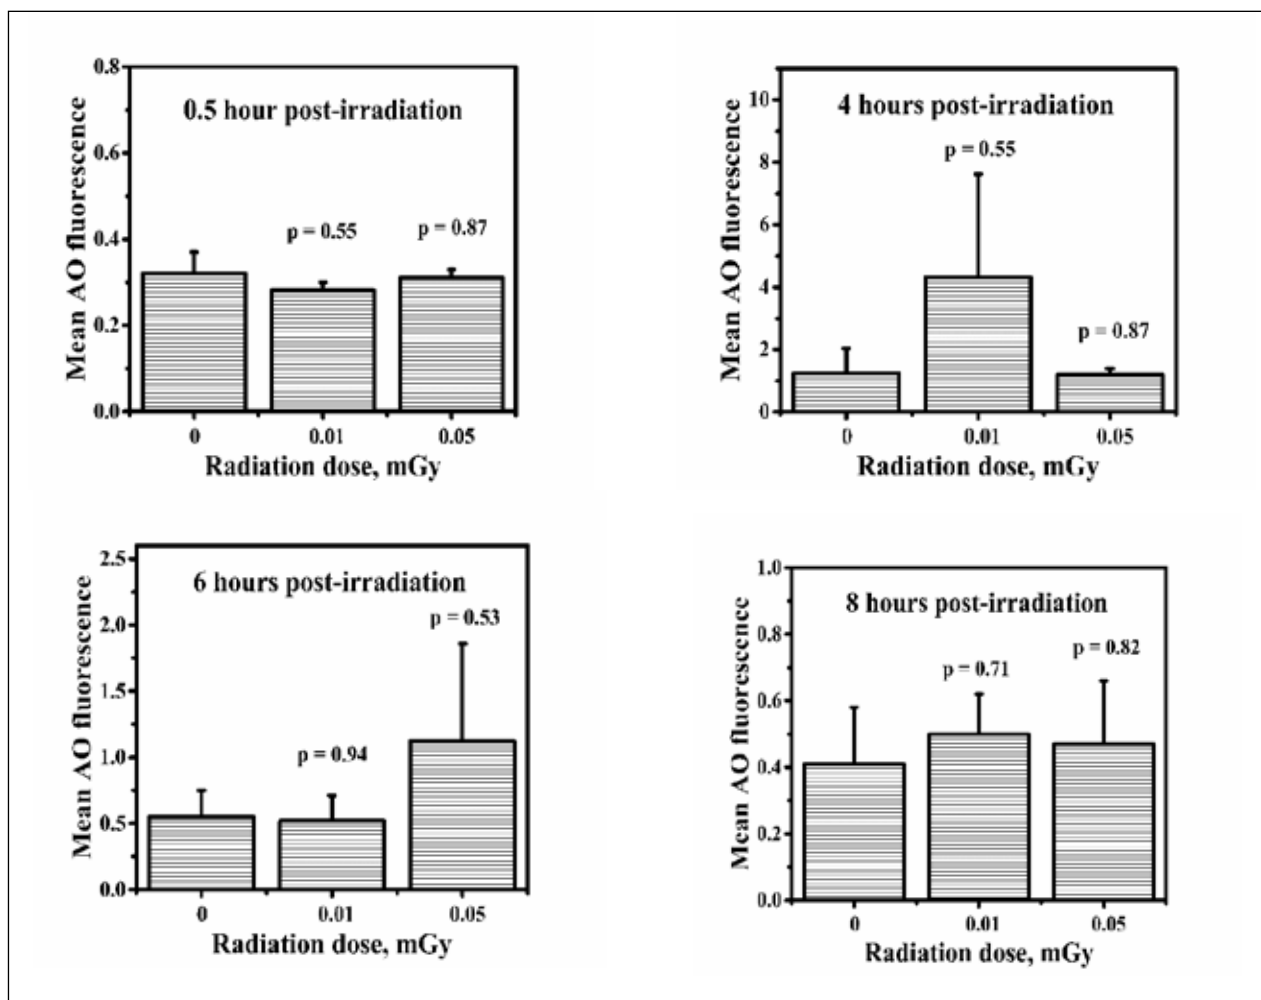 0.5 hour post-irradiation
Mean AO fluorescence
0.8
0.6
0.4
0.2
0.0
p = 0.55
p = 0.87
0 0.01 0.05
Radiation dose, mGy
4 hours post-irradiation
Mean AO fluorescence
10
8
6
4
2
0
p = 0.55
p = 0.87
0 0.01 0.05
Radiation dose, mGy
6 hours post-irradiation
Mean AO fluorescence
2.5
2.0
1.5
1.0
0.5
0.0
p = 0.53
p = 0.94
0 0.01 0.05
Radiation dose, mGy
8 hours post-irradiation
Mean AO fluorescence
1.0
0.8
0.6
0.4
0.2
0.0
p = 0.82
p = 0.71
0 0.01 0.05
Radiation dose, mGy